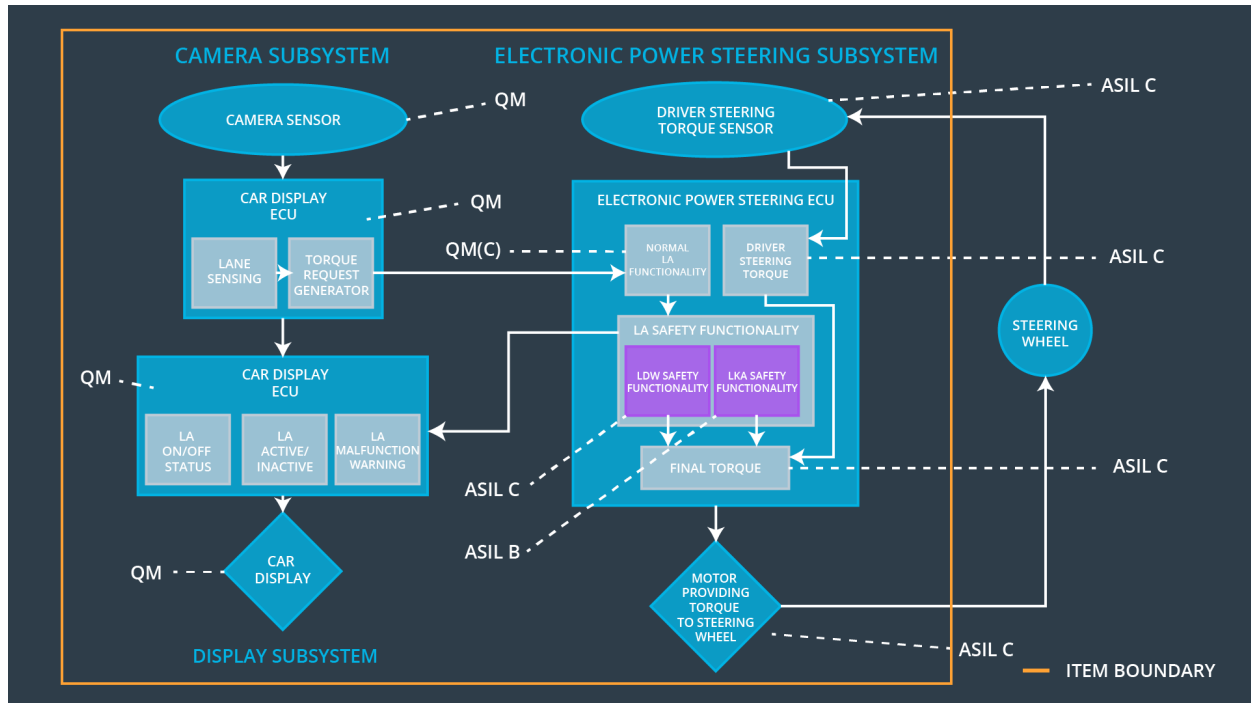 CAMERA SUBSYSTEM
ELECTRONIC POWER STEERING SUBSYSTEM
CAMERA SENSOR
QM
DRIVER STEERING
TORQUE SENSOR
ASIL C
CAR DISPLAY
ECU
QM
LANE
SENSING
TORQUE
REQUEST
GENERATOR
ELECTRONIC POWER STEERING ECU
QM(C)
NORMAL
LA
FUNCTIONALITY
DRIVER
STEERING
TORQUE
ASIL C
LA SAFETY FUNCTIONALITY
LDW SAFETY
FUNCTIONALITY
LKA SAFETY
FUNCTIONALITY
STEERING
WHEEL
QM
CAR DISPLAY
ECU
LA
ON/OFF
STATUS
LA
ACTIVE/
INACTIVE
LA
MALFUNCTION
WARNING
FINAL TORQUE
ASIL C
ASIL C
ASIL B
QM
CAR
DISPLAY
MOTOR
PROVIDING
TORQUE
TO STEERING
WHEEL
ASIL C
DISPLAY SUBSYSTEM
ITEM BOUNDARY